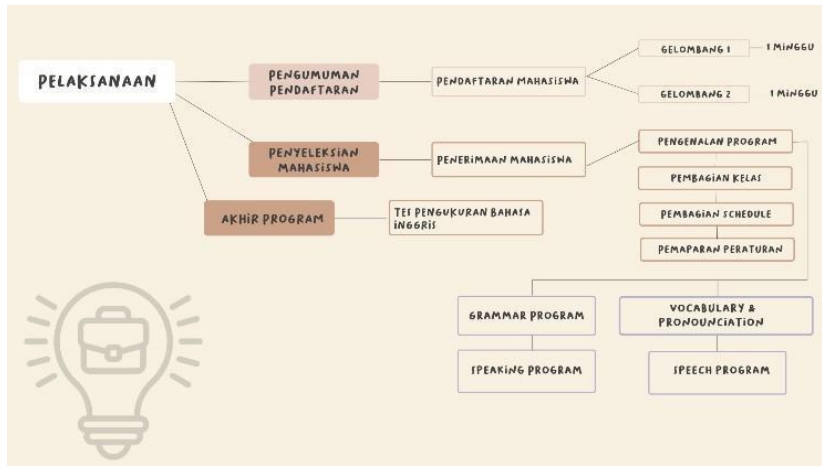 PELAKSANAAN
PENGUMUMAN
PENDAFTARAN
PENDAFTARAN MAHASISWA
GELOMBANG 1
1 MINGGU
GELOMBANG 2
1 MINGGU
PENYELEKSIAN
MAHASISWA
PENERIMAAN MAHASISWA
PENGENALAN PROGRAM
PEMBAGIAN KELAS
PEMBAGIAN SCHEDULE
PEMAPARAN PERATURAN
AKHIR PROGRAM
TES PENGUKURAN BAHASA
INGGRIS
GRAMMAR PROGRAM
VOCABULARY &
PRONOUNCIATION
SPEAKING PROGRAM
SPEECH PROGRAM